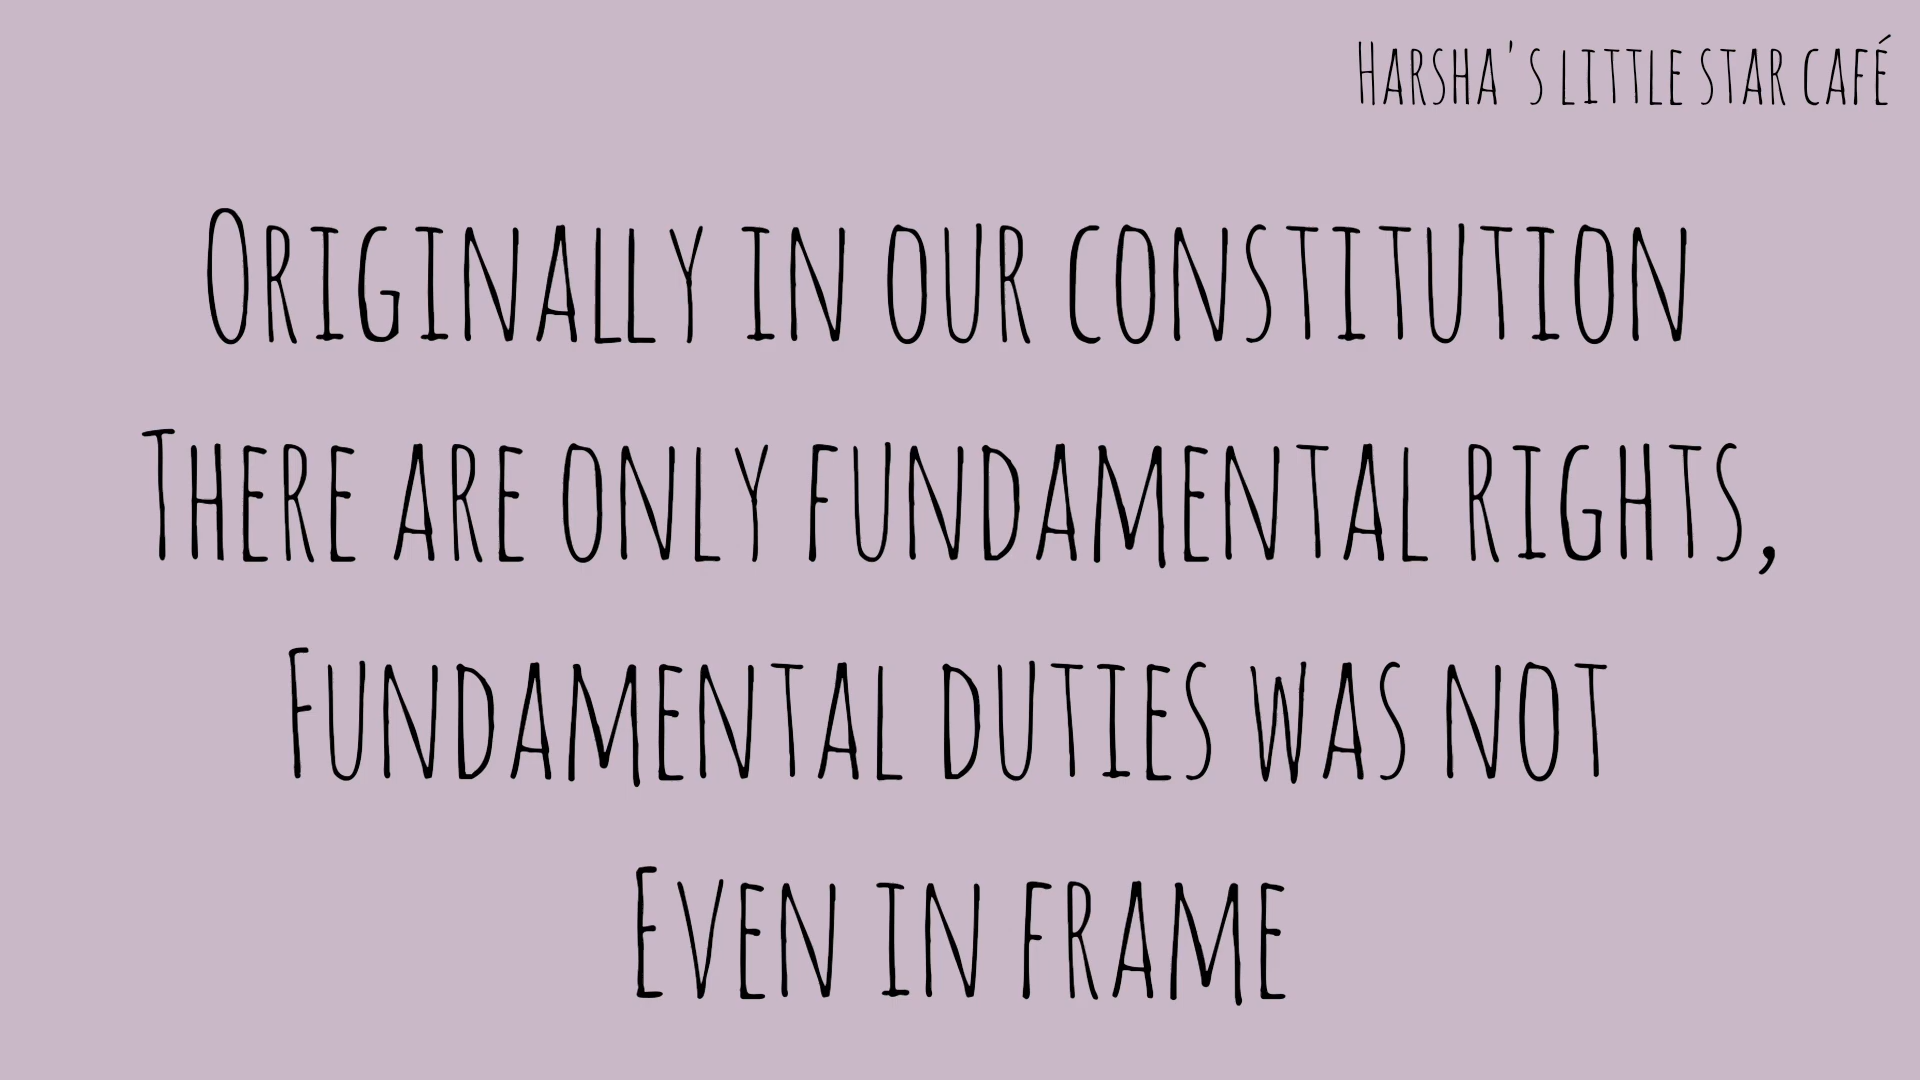 Harsha's little star café
Originally in our constitution
There are only fundamental rights,
Fundamental duties was not
Even in frame